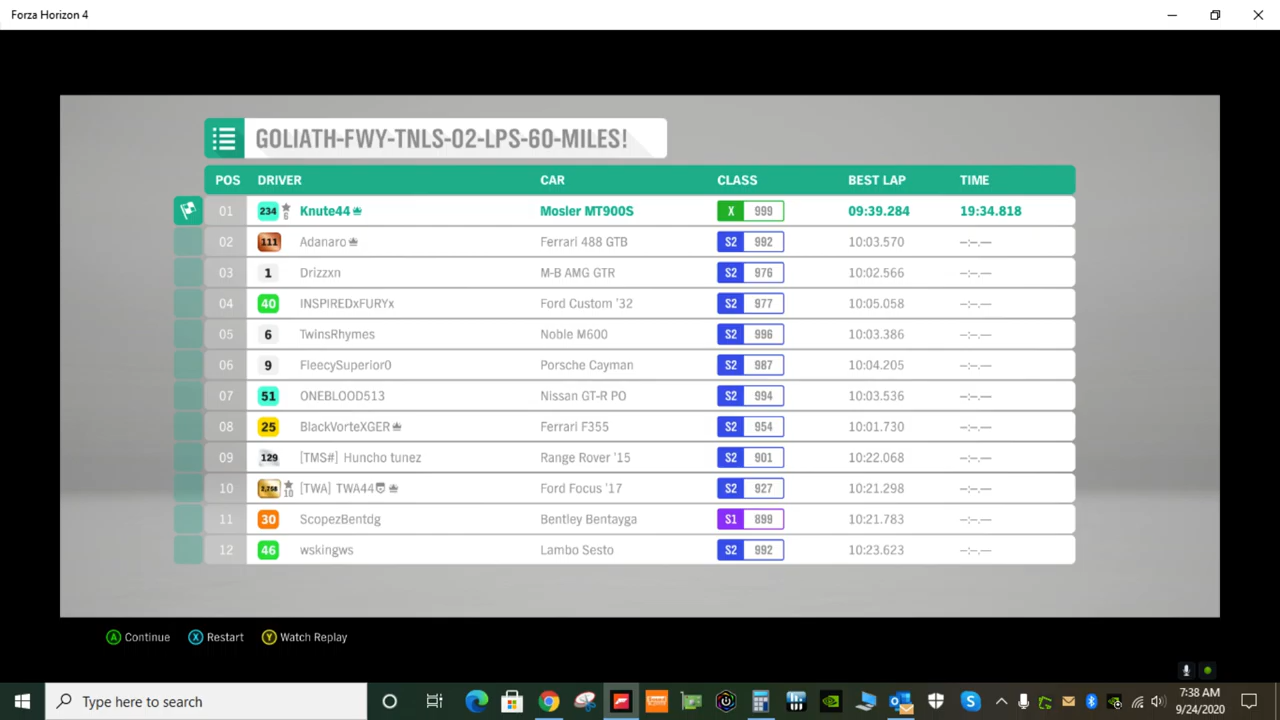 Forza Horizon 4
GOLIATH-FWY-TNLS-02-LPS-60-MILES!
POS DRIVER CAR CLASS BEST LAP TIME
01 234 6 Knute44 Mosler MT900S X 999 09:39.284 19:34.818
02 111 Adanaro Ferrari 488 GTB S2 992 10:03.570 --:--.---
03 1 Drizzxn M-B AMG GTR S2 976 10:02.566 --:--.---
04 40 INSPIREDxFURYx Ford Custom '32 S2 977 10:05.058 --:--.---
05 6 TwinsRhymes Noble M600 S2 996 10:03.386 --:--.---
06 9 FleecySuperior0 Porsche Cayman S2 987 10:04.205 --:--.---
07 51 ONEBLOOD513 Nissan GT-R PO S2 994 10:03.536 --:--.---
08 25 BlackVorteXGER Ferrari F355 S2 954 10:01.730 --:--.---
09 129 [TMS#] Huncho tunez Range Rover '15 S2 901 10:22.068 --:--.---
10 10 [TWA] TWA44 Ford Focus '17 S2 927 10:21.298 --:--.---
11 30 ScopezBentdg Bentley Bentayga S1 899 10:21.783 --:--.---
12 46 wskingws Lambo Sesto S2 992 10:23.623 --:--.---
A Continue X Restart Y Watch Replay
Type here to search
7:38 AM
9/24/2020